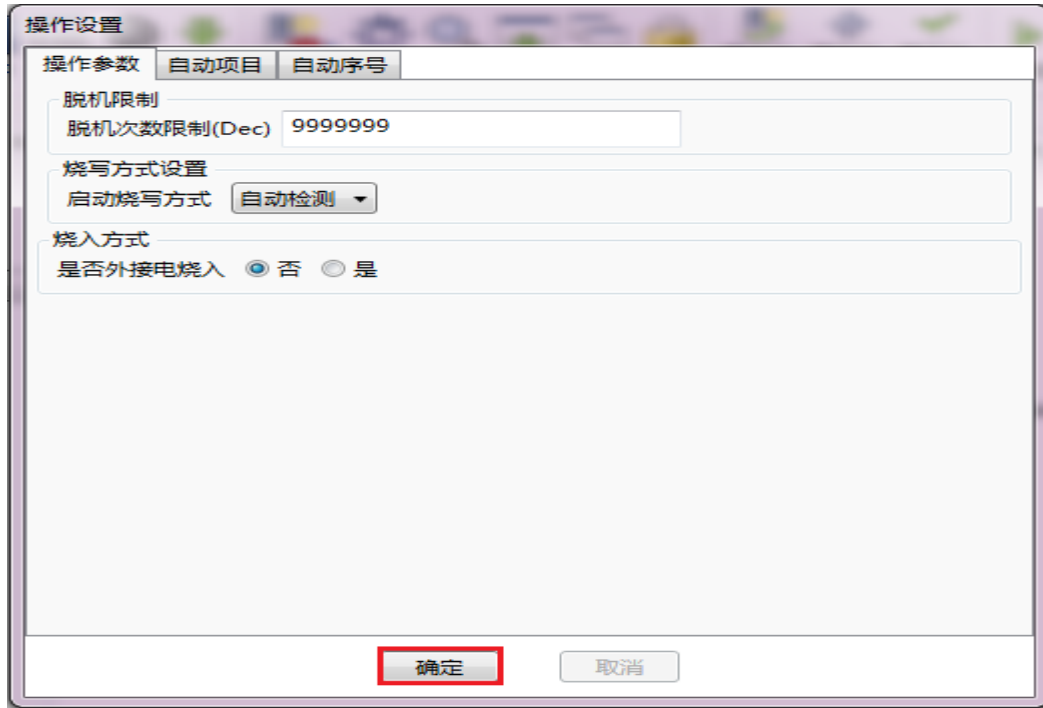 操作设置
操作参数 自动项目 自动序号
脱机限制
脱机次数限制(Dec) 9999999
烧写方式设置
启动烧写方式 自动检测
烧入方式
是否外接电烧入 否 是
确定 取消